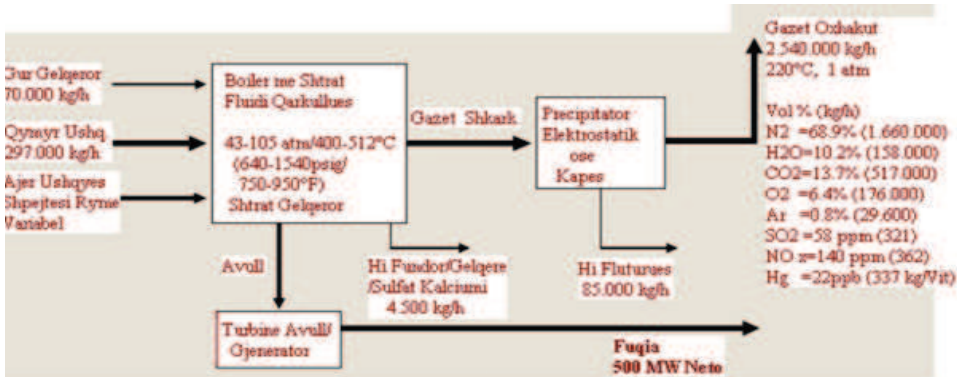 Gur Gelqeror
70.000 kg/h
Qymyr Ushq.
297.000 kg/h
Ajer Ushqyes
Shpejtesi Ryme
Variabel
Boiler me Shtrat
Fluidi Qarkullues
43-105 atm/400-512°C
(640-1540psig/
750-950°F)
Shtrat Gelqeror
Gazet Shkark
Precipitator
Elektrostatik
ose
Kapes
Avull
Hi Fundor/Gelqere
/Sulfat Kalciumi
4.500 kg/h
Hi Fluturues
85.000 kg/h
Turbine Avull/
Gjenerator
Fuqia
500 MW Neto
Gazet Oxhakut
2.540.000 kg/h
220°C, 1 atm
Vol % (kg/h)
N2 =68.9% (1.660.000)
H2O=10.2% (158.000)
CO2=13.7% (517.000)
O2 =6.4% (176.000)
Ar =0.8% (29.600)
SO2 =58 ppm (321)
NO x=140 ppm (362)
Hg =22ppb (337 kg/Vit)